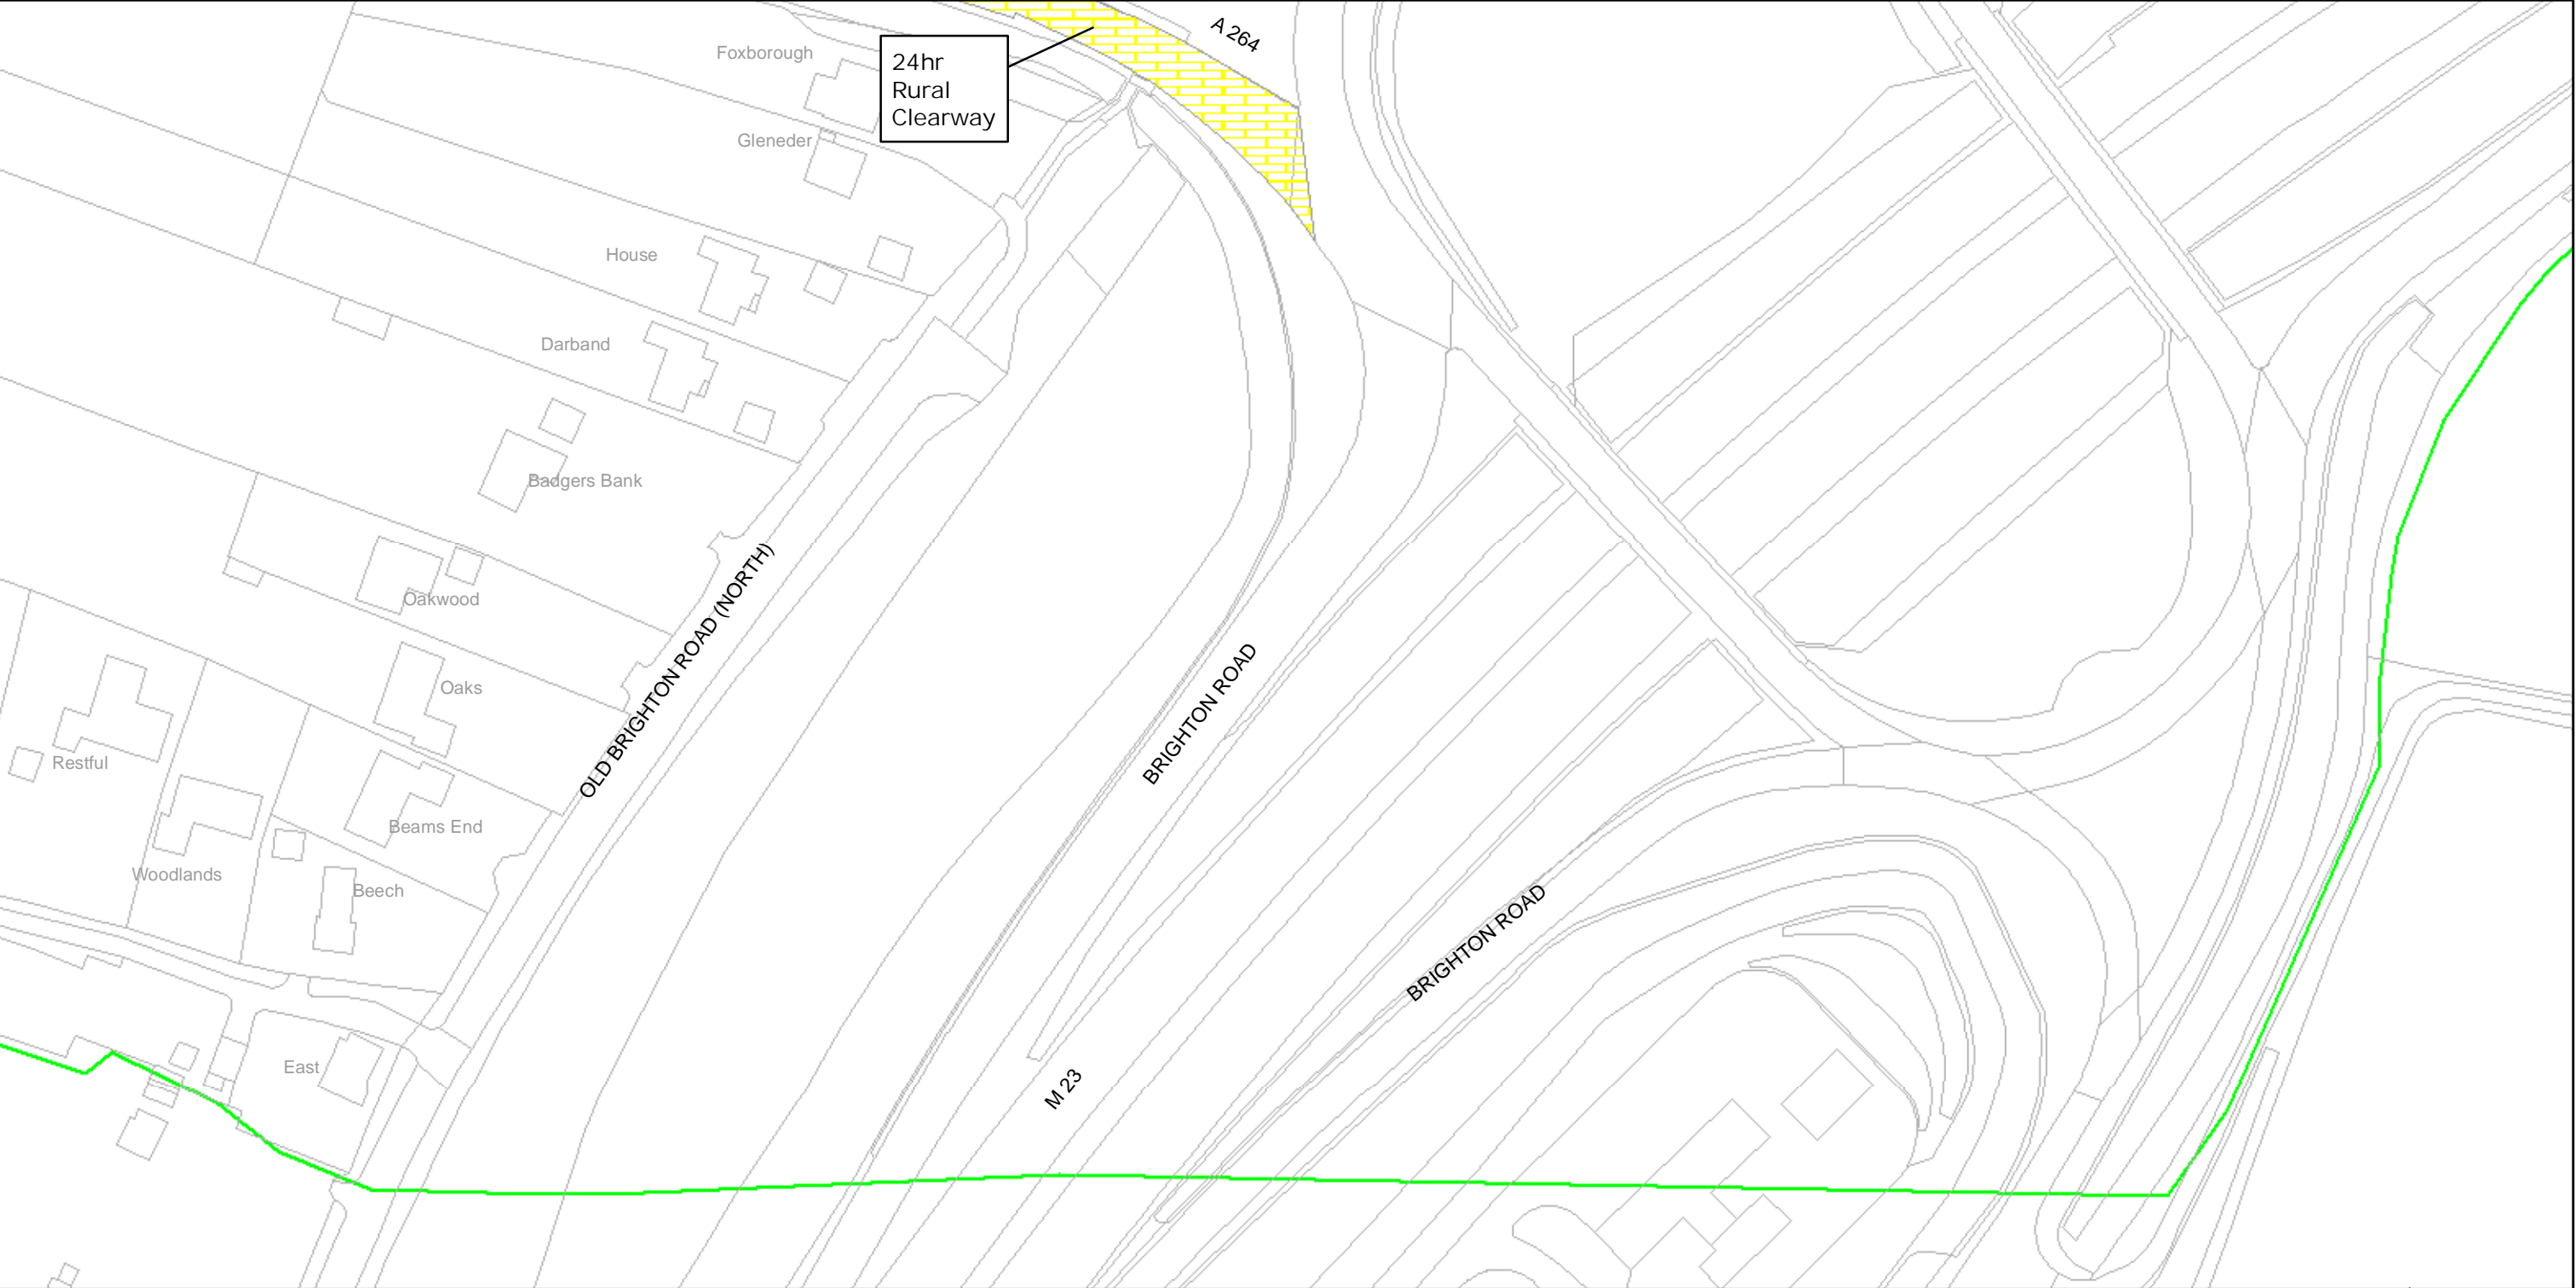 A 264
Foxborough
24hr
Rural
Clearway
Gleneder
House
Darband
Badgers Bank
Oakwood
OLD BRIGHTON ROAD (NORTH)
Oaks
BRIGHTON ROAD
Restful
Beams End
Woodlands
Beech
BRIGHTON ROAD
East
M 23